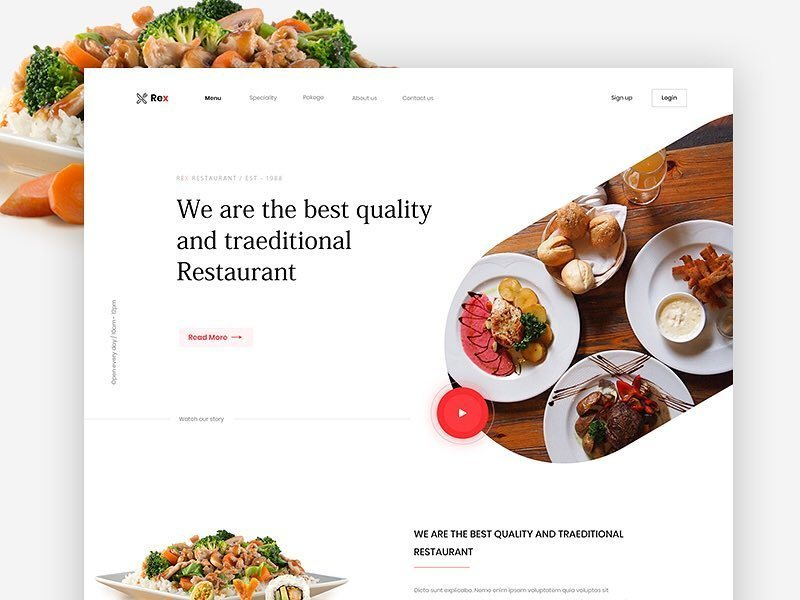 Rex
Menu Speciality Pakege About us Contact us Sign up Login
REX RESTAURANT / EST - 1988
We are the best quality
and traeditional
Restaurant
Read More
Open every day / 10am - 12pm
Watch our story
WE ARE THE BEST QUALITY AND TRAEDITIONAL
RESTAURANT
Dicta sunt explicabo. Neme enim ipsam voluptatem quia voluptas sit